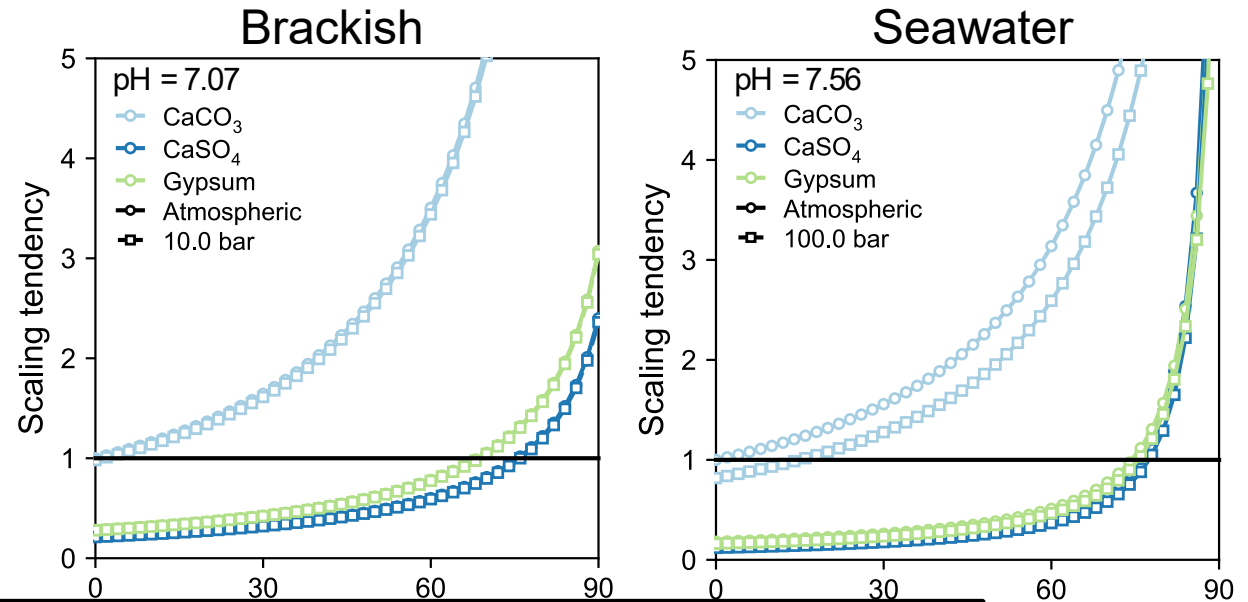 Brackish
5
4
3
2
1
0
Scaling tendency
pH = 7.07
CaCO3
CaSO4
Gypsum
Atmospheric
10.0 bar
0 30 60 90
Seawater
5
4
3
2
1
0
Scaling tendency
pH = 7.56
CaCO3
CaSO4
Gypsum
Atmospheric
100.0 bar
0 30 60 90